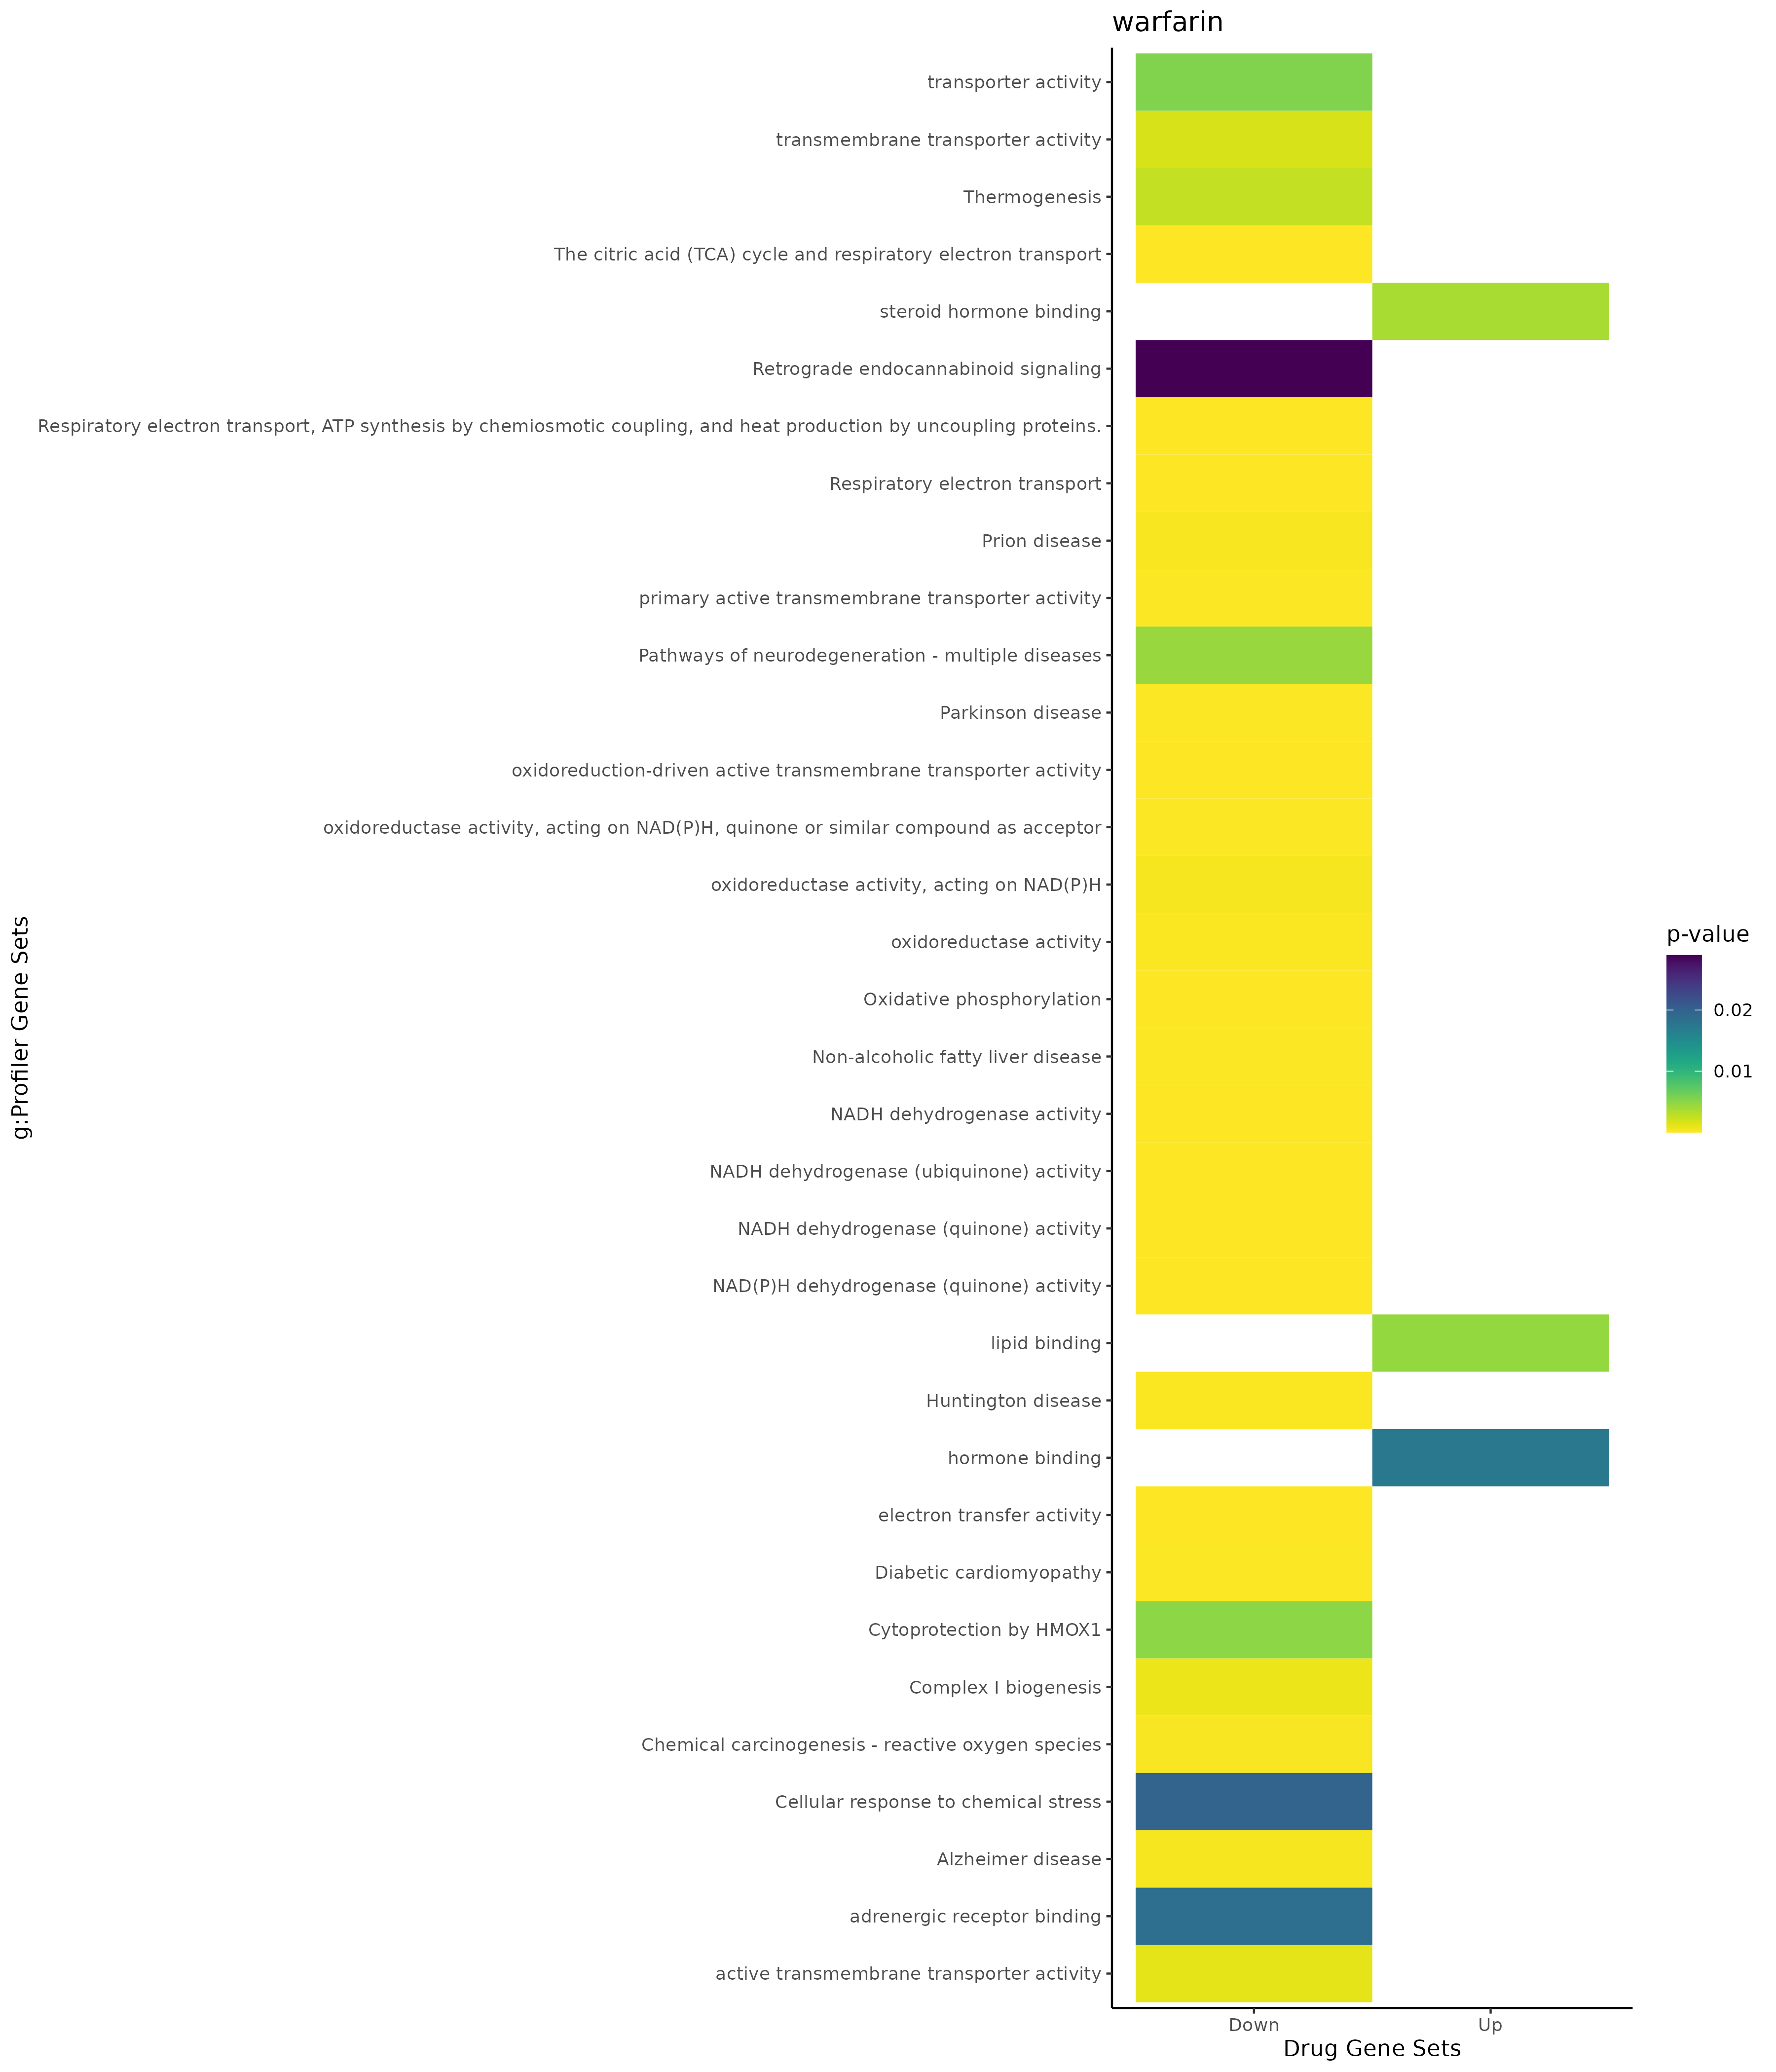 warfarin
transporter activity
transmembrane transporter activity
Thermogenesis
The citric acid (TCA) cycle and respiratory electron transport
steroid hormone binding
Retrograde endocannabinoid signaling
Respiratory electron transport, ATP synthesis by chemiosmotic coupling, and heat production by uncoupling proteins.
Respiratory electron transport
Prion disease
primary active transmembrane transporter activity
Pathways of neurodegeneration - multiple diseases
Parkinson disease
oxidoreduction-driven active transmembrane transporter activity
oxidoreductase activity, acting on NAD(P)H, quinone or similar compound as acceptor
oxidoreductase activity, acting on NAD(P)H
oxidoreductase activity
Oxidative phosphorylation
Non-alcoholic fatty liver disease
NADH dehydrogenase activity
NADH dehydrogenase (ubiquinone) activity
NADH dehydrogenase (quinone) activity
NAD(P)H dehydrogenase (quinone) activity
lipid binding
Huntington disease
hormone binding
electron transfer activity
Diabetic cardiomyopathy
Cytoprotection by HMOX1
Complex I biogenesis
Chemical carcinogenesis - reactive oxygen species
Cellular response to chemical stress
Alzheimer disease
adrenergic receptor binding
active transmembrane transporter activity
g:Profiler Gene Sets
Down
Up
Drug Gene Sets
p-value
0.02
0.01